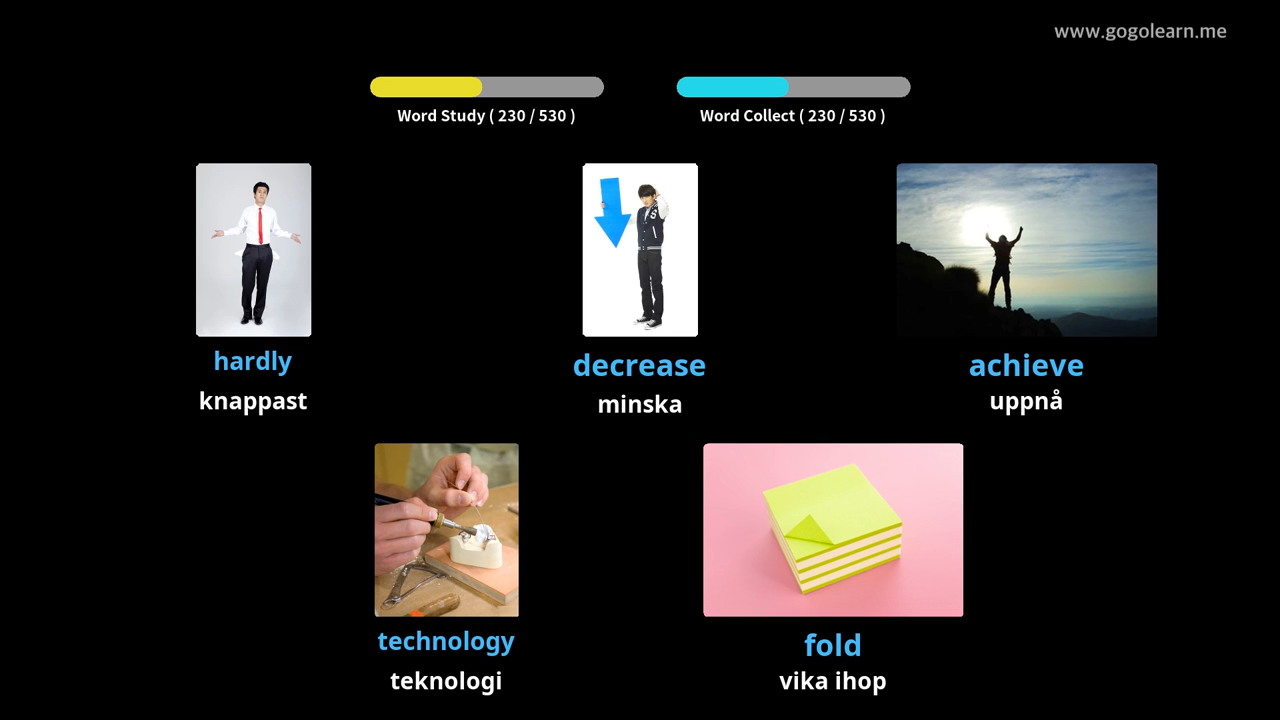 www.gogolearn.me
Word Study ( 230 / 530 )
Word Collect ( 230 / 530 )
hardly
knappast
decrease
minska
achieve
uppnå
technology
teknologi
fold
vika ihop